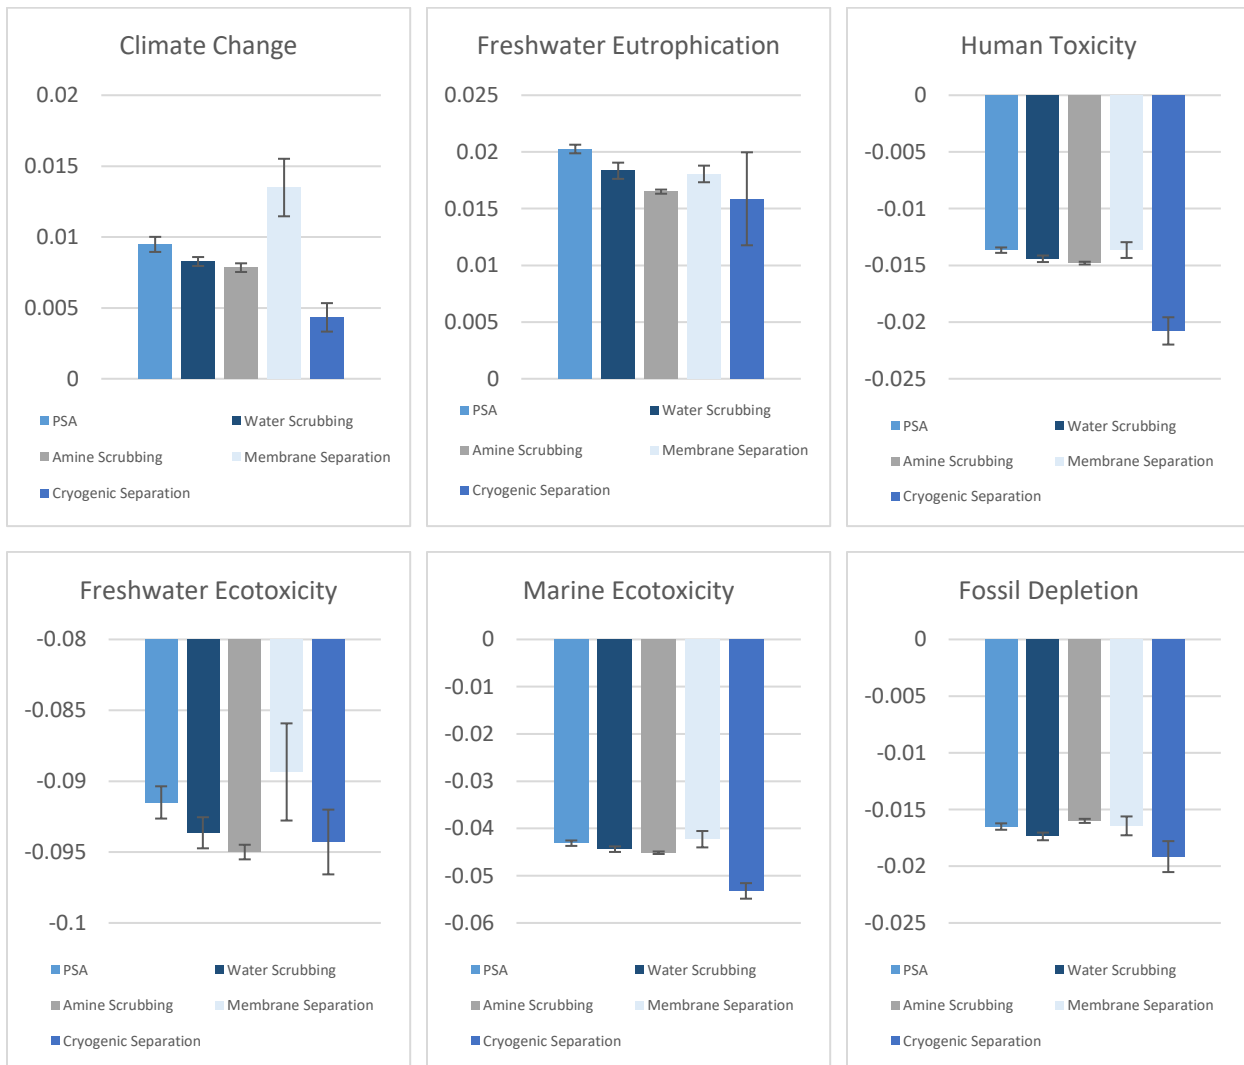 Climate Change
0.02
0.015
0.01
0.005
0
PSA
Water Scrubbing
Amine Scrubbing
Membrane Separation
Cryogenic Separation
Freshwater Eutrophication
0.025
0.02
0.015
0.01
0.005
0
PSA
Water Scrubbing
Amine Scrubbing
Membrane Separation
Cryogenic Separation
Human Toxicity
0
-0.005
-0.01
-0.015
-0.02
-0.025
PSA
Water Scrubbing
Amine Scrubbing
Membrane Separation
Cryogenic Separation
Freshwater Ecotoxicity
-0.08
-0.085
-0.09
-0.095
-0.1
PSA
Water Scrubbing
Amine Scrubbing
Membrane Separation
Cryogenic Separation
Marine Ecotoxicity
0
-0.01
-0.02
-0.03
-0.04
-0.05
-0.06
PSA
Water Scrubbing
Amine Scrubbing
Membrane Separation
Cryogenic Separation
Fossil Depletion
0
-0.005
-0.01
-0.015
-0.02
-0.025
PSA
Water Scrubbing
Amine Scrubbing
Membrane Separation
Cryogenic Separation